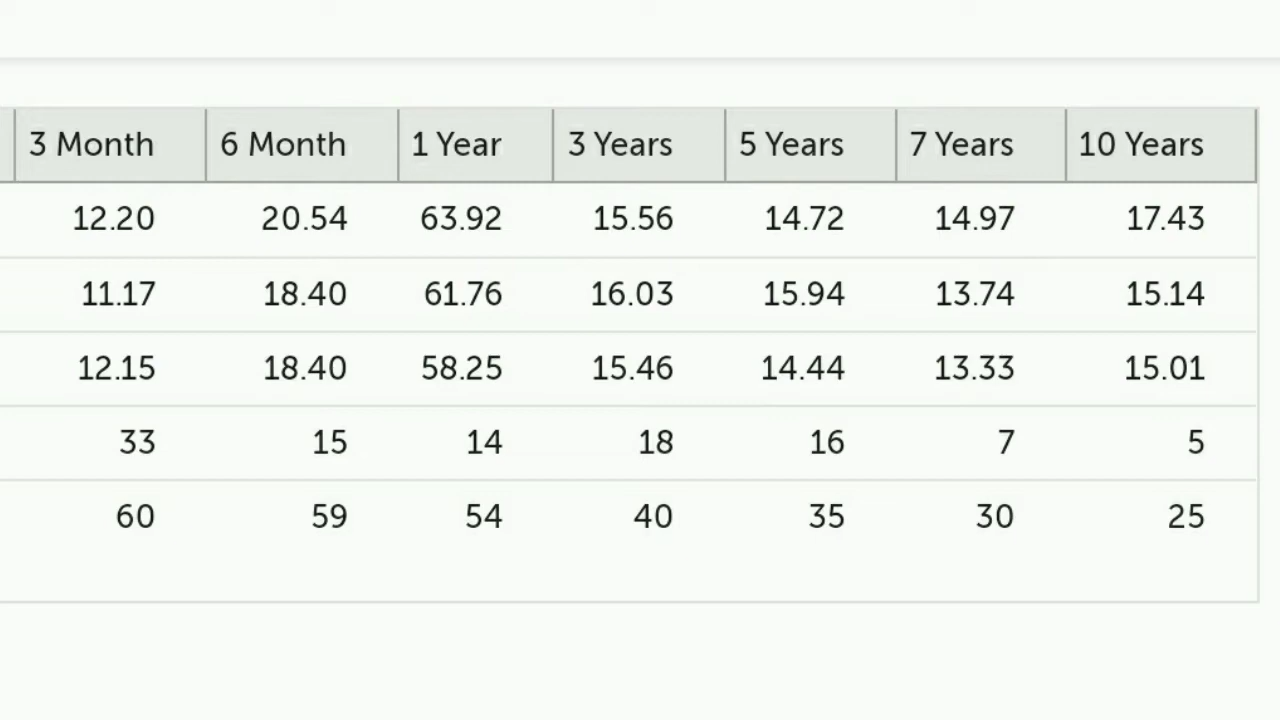 3 Month 6 Month 1 Year 3 Years 5 Years 7 Years 10 Years
12.20 20.54 63.92 15.56 14.72 14.97 17.43
11.17 18.40 61.76 16.03 15.94 13.74 15.14
12.15 18.40 58.25 15.46 14.44 13.33 15.01
33 15 14 18 16 7 5
60 59 54 40 35 30 25